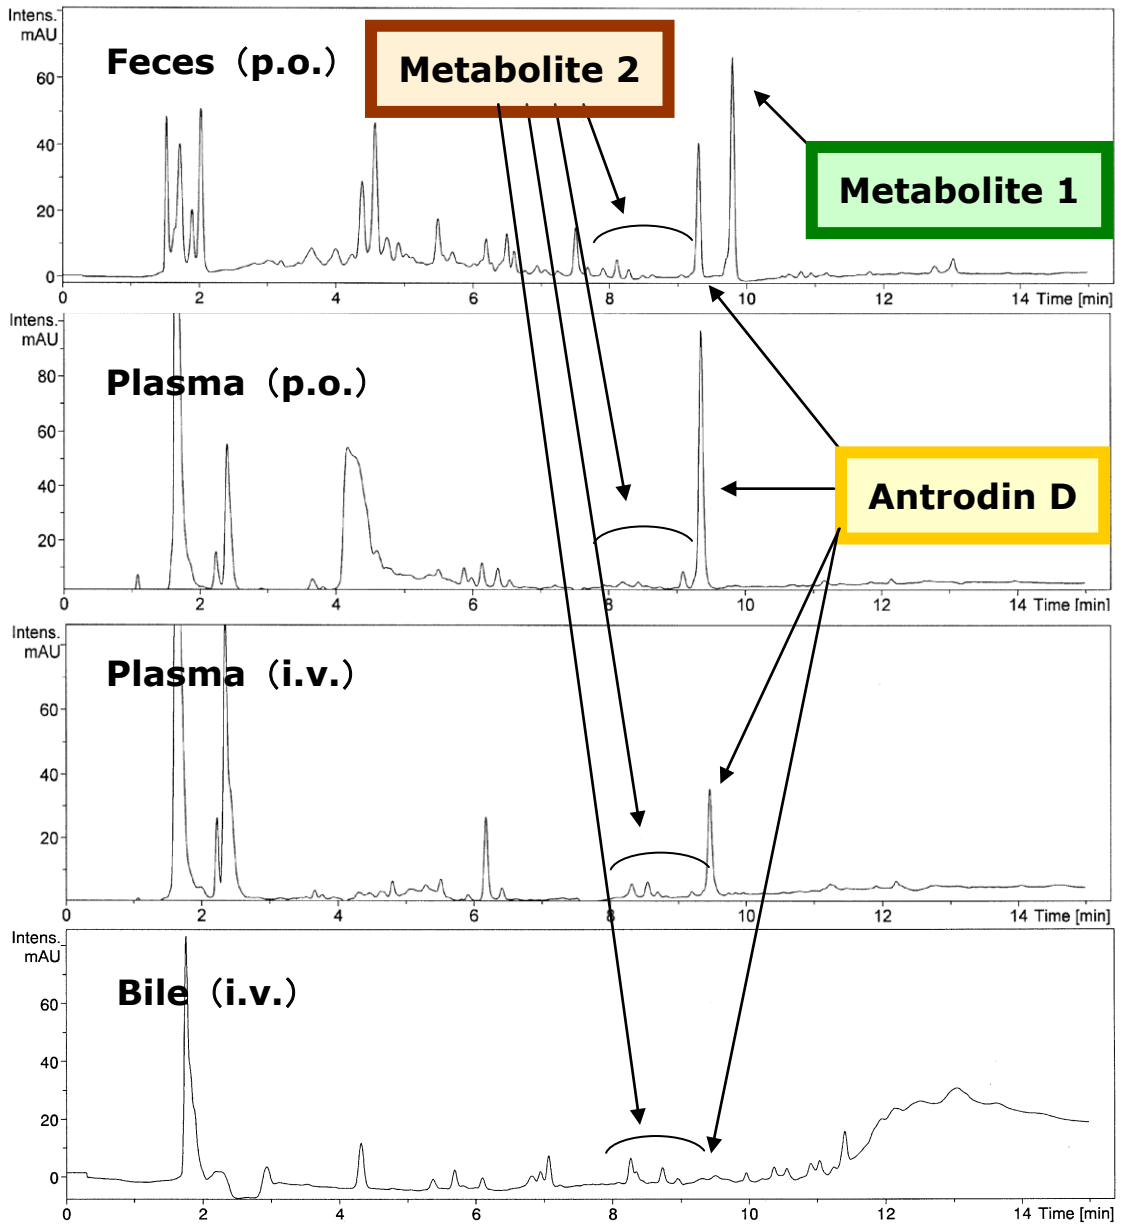 Intens.
mAU
Feces（p.o.）
Metabolite 2
Metabolite 1
60
40
20
0
0 2 4 6 8 10 12 14 Time [min]
Intens.
mAU
Plasma（p.o.）
Antrodin D
80
60
40
20
0 2 4 6 8 10 12 14 Time [min]
Intens.
mAU
Plasma（i.v.）
60
40
20
0 2 4 6 8 10 12 14 Time [min]
Intens.
mAU
Bile（i.v.）
60
40
20
0
0 2 4 6 8 10 12 14 Time [min]